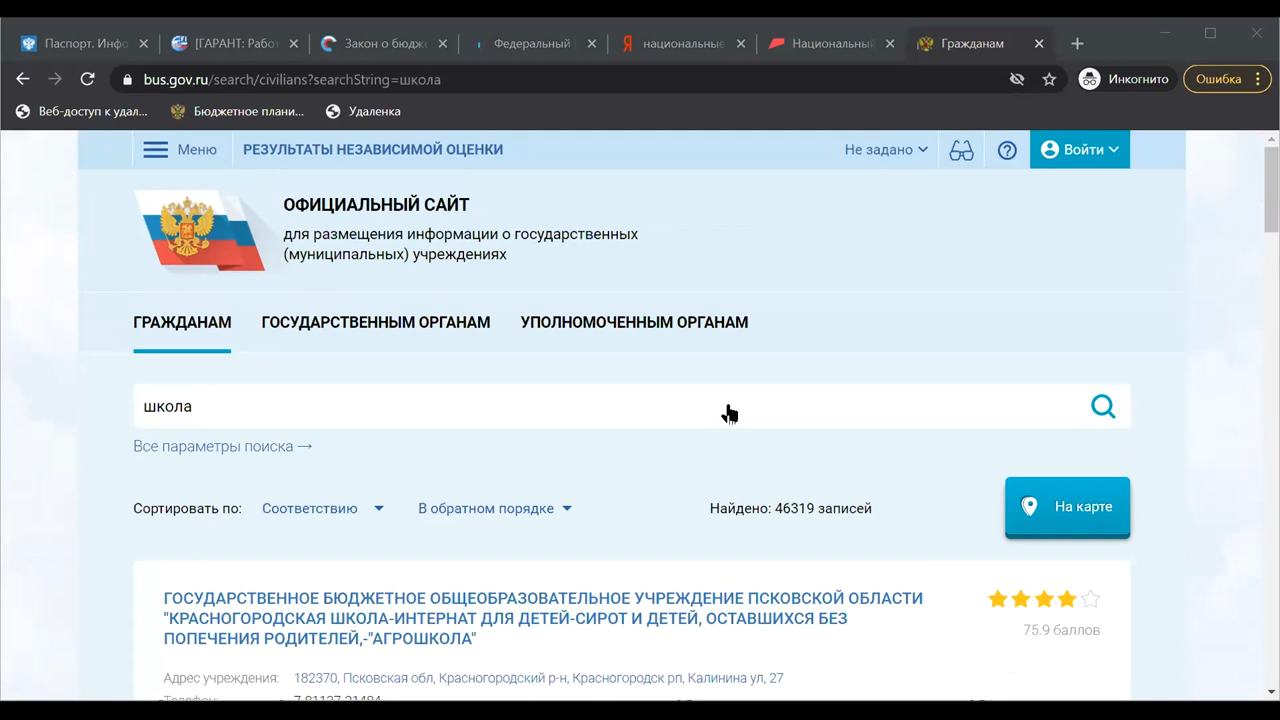 Паспорт. Инфо
[ГАРАНТ: Работ
Закон о бюдже
Федеральный
национальные
Национальный
Гражданам
bus.gov.ru/search/civilians?searchString=школа
Инкогнито
Ошибка
Веб-доступ к удал...
Бюджетное плани...
Удаленка
Меню
РЕЗУЛЬТАТЫ НЕЗАВИСИМОЙ ОЦЕНКИ
Не задано
Войти
ОФИЦИАЛЬНЫЙ САЙТ
для размещения информации о государственных
(муниципальных) учреждениях
ГРАЖДАНАМ
ГОСУДАРСТВЕННЫМ ОРГАНАМ
УПОЛНОМОЧЕННЫМ ОРГАНАМ
школа
Все параметры поиска →
Сортировать по:
Соответствию
В обратном порядке
Найдено: 46319 записей
На карте
ГОСУДАРСТВЕННОЕ БЮДЖЕТНОЕ ОБЩЕОБРАЗОВАТЕЛЬНОЕ УЧРЕЖДЕНИЕ ПСКОВСКОЙ ОБЛАСТИ
"КРАСНОГОРОДСКАЯ ШКОЛА-ИНТЕРНАТ ДЛЯ ДЕТЕЙ-СИРОТ И ДЕТЕЙ, ОСТАВШИХСЯ БЕЗ
ПОПЕЧЕНИЯ РОДИТЕЛЕЙ,-"АГРОШКОЛА"
75.9 баллов
Адрес учреждения:
182370, Псковская обл, Красногородский р-н, Красногородск рп, Калинина ул, 27